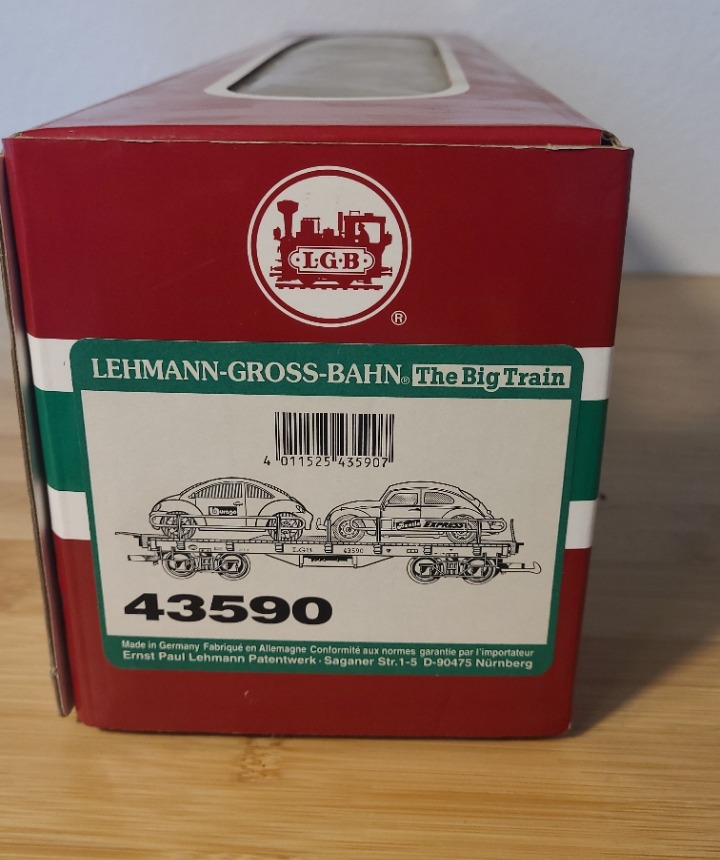 L·G·B
®
LEHMANN-GROSS-BAHN® The Big Train
4 011525 435907
EXPRESS
LGB 43590
43590
Made in Germany Fabriqué en Allemagne Conformité aux normes garantie par l'importateur
Ernst Paul Lehmann Patentwerk · Saganer Str.1-5 D-90475 Nürnberg